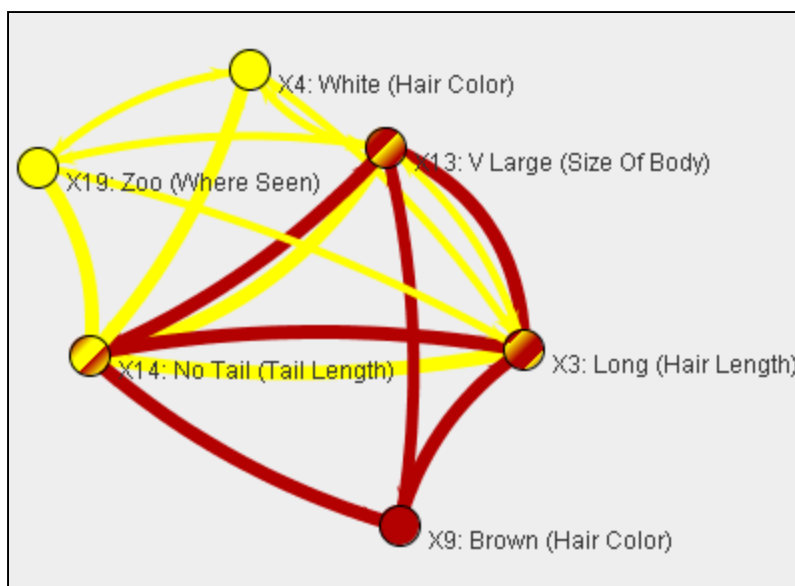 X4: White (Hair Color)
X13: V Large (Size Of Body)
X19: Zoo (Where Seen)
X14: No Tail (Tail Length)
X3: Long (Hair Length)
X9: Brown (Hair Color)